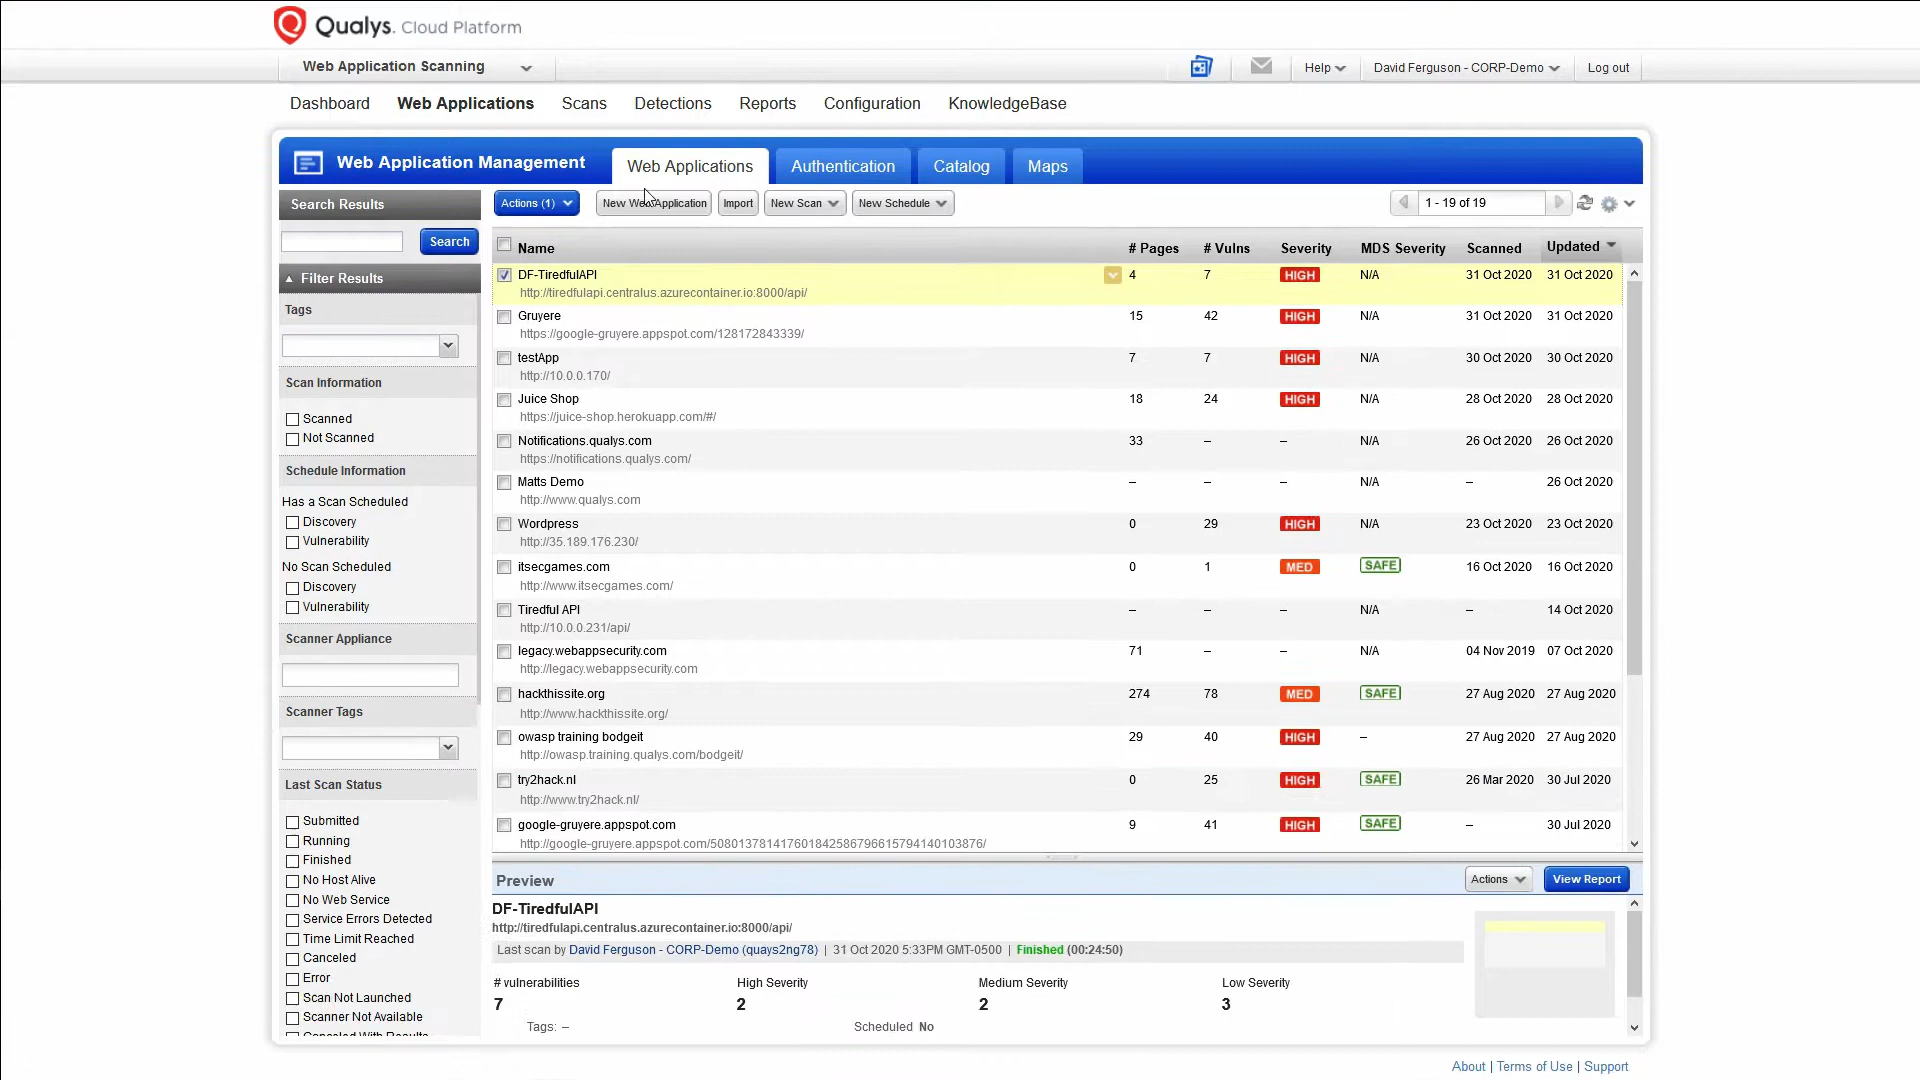 Qualys. Cloud Platform
Web Application Scanning
Help
David Ferguson - CORP-Demo
Log out
Dashboard
Web Applications
Scans
Detections
Reports
Configuration
KnowledgeBase
Web Application Management
Web Applications
Authentication
Catalog
Maps
Search Results
Search
Filter Results
Tags
Scan Information
Scanned
Not Scanned
Schedule Information
Has a Scan Scheduled
Discovery
Vulnerability
No Scan Scheduled
Discovery
Vulnerability
Scanner Appliance
Scanner Tags
Last Scan Status
Submitted
Running
Finished
No Host Alive
No Web Service
Service Errors Detected
Time Limit Reached
Canceled
Error
Scan Not Launched
Scanner Not Available
Canceled With Results
Actions (1)
New Web Application
Import
New Scan
New Schedule
1 - 19 of 19
Name # Pages # Vulns Severity MDS Severity Scanned Updated
DF-TiredfulAPI 4 7 HIGH N/A 31 Oct 2020 31 Oct 2020
http://tiredfulapi.centralus.azurecontainer.io:8000/api/
Gruyere 15 42 HIGH N/A 31 Oct 2020 31 Oct 2020
https://google-gruyere.appspot.com/128172843339/
testApp 7 7 HIGH N/A 30 Oct 2020 30 Oct 2020
http://10.0.0.170/
Juice Shop 18 24 HIGH N/A 28 Oct 2020 28 Oct 2020
https://juice-shop.herokuapp.com/#/
Notifications.qualys.com 33 – – N/A 26 Oct 2020 26 Oct 2020
https://notifications.qualys.com/
Matts Demo – – – N/A – 26 Oct 2020
http://www.qualys.com
Wordpress 0 29 HIGH N/A 23 Oct 2020 23 Oct 2020
http://35.189.176.230/
itsecgames.com 0 1 MED SAFE 16 Oct 2020 16 Oct 2020
http://www.itsecgames.com/
Tiredful API – – – N/A – 14 Oct 2020
http://10.0.0.231/api/
legacy.webappsecurity.com 71 – – N/A 04 Nov 2019 07 Oct 2020
http://legacy.webappsecurity.com
hackthissite.org 274 78 MED SAFE 27 Aug 2020 27 Aug 2020
http://www.hackthissite.org/
owasp training bodgeit 29 40 HIGH – 27 Aug 2020 27 Aug 2020
http://owasp.training.qualys.com/bodgeit/
try2hack.nl 0 25 HIGH SAFE 26 Mar 2020 30 Jul 2020
http://www.try2hack.nl/
google-gruyere.appspot.com 9 41 HIGH SAFE – 30 Jul 2020
http://google-gruyere.appspot.com/508013781417601842586796615794140103876/
Preview
Actions
View Report
DF-TiredfulAPI
http://tiredfulapi.centralus.azurecontainer.io:8000/api/
Last scan by David Ferguson - CORP-Demo (quays2ng78) | 31 Oct 2020 5:33PM GMT-0500 | Finished (00:24:50)
# vulnerabilities High Severity Medium Severity Low Severity
7 2 2 3
Tags: – Scheduled No
About | Terms of Use | Support